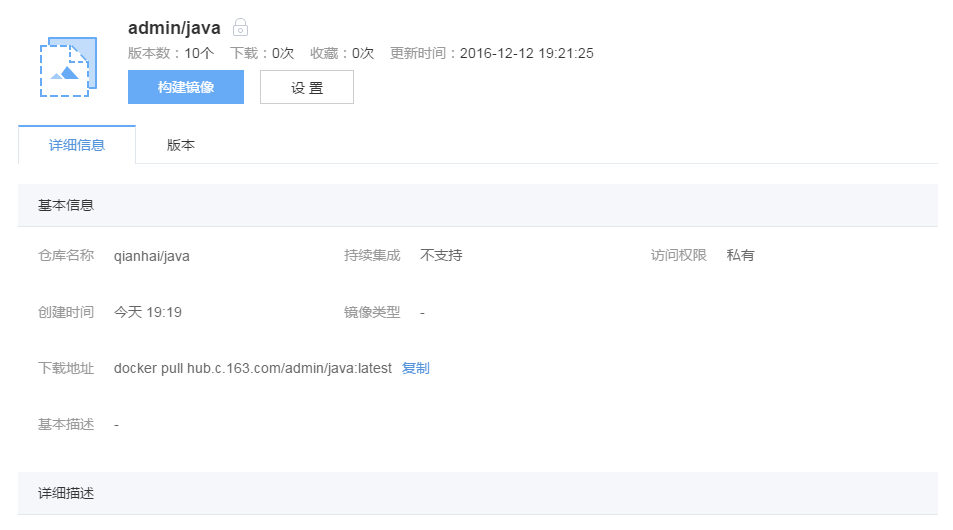 admin/java
版本数：10个 下载：0次 收藏：0次 更新时间：2016-12-12 19:21:25
构建镜像 设 置
详细信息 版本
基本信息
仓库名称 qianhai/java 持续集成 不支持 访问权限 私有
创建时间 今天 19:19 镜像类型 -
下载地址 docker pull hub.c.163.com/admin/java:latest 复制
基本描述 -
详细描述